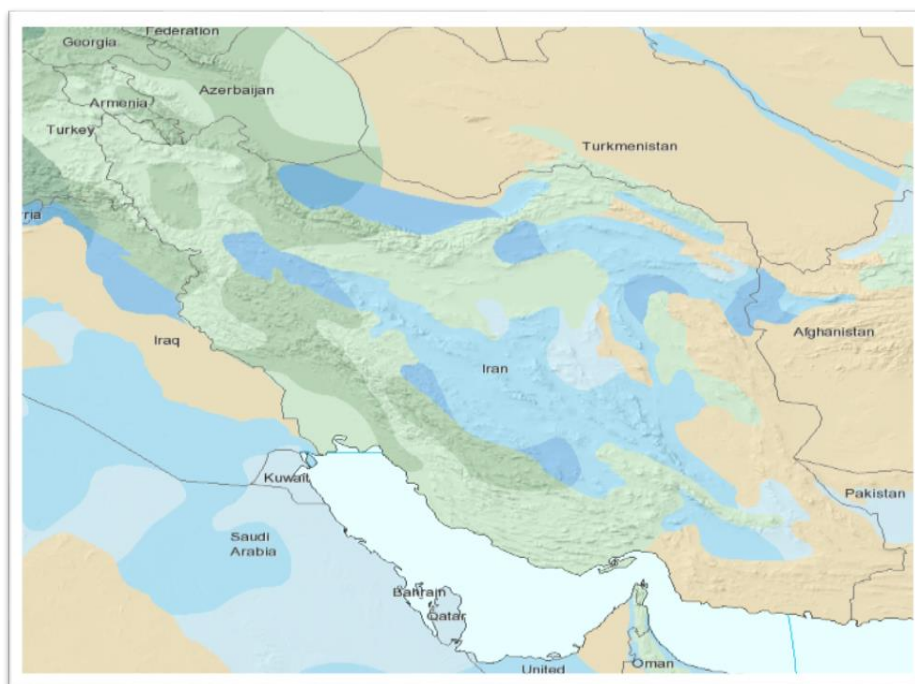 Federation
Georgia
Azerbaijan
Armenia
Turkey
Turkmenistan
ria
Iraq
Iran
Afghanistan
Kuwait
Pakistan
Saudi
Arabia
Bahrain
Qatar
United
Oman